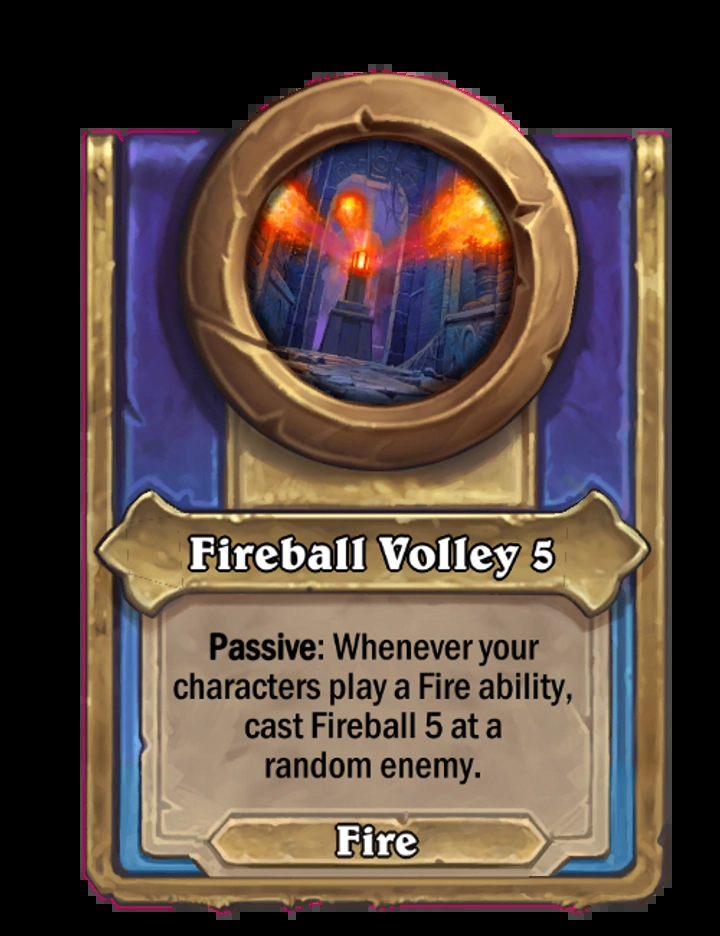 Fireball Volley 5
Passive: Whenever your
characters play a Fire ability,
cast Fireball 5 at a
random enemy.
Fire